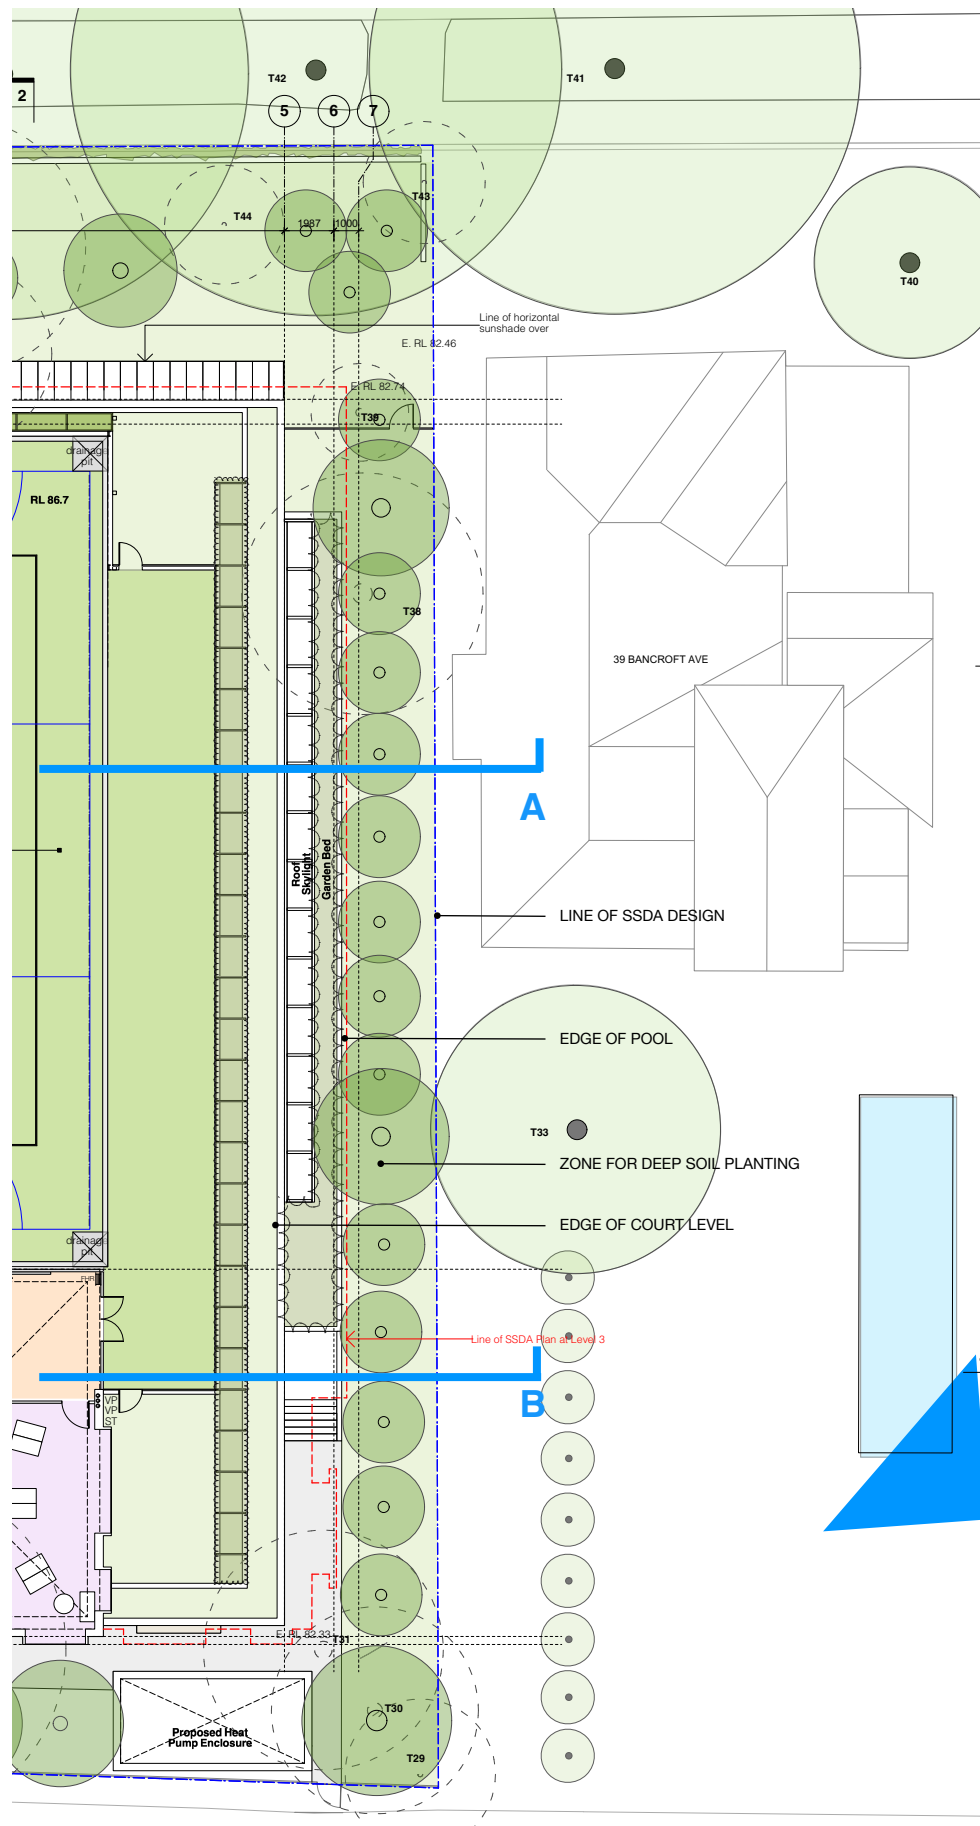 2
T42
T41
5
6
7
T43
T44
1987
1000
T40
Line of horizontal
sunshade over
E. RL 82.46
E. RL 82.74
T39
drainage
pit
RL 86.7
T38
39 BANCROFT AVE
A
Roof
Skylight
Garden Bed
LINE OF SSDA DESIGN
EDGE OF POOL
T33
ZONE FOR DEEP SOIL PLANTING
EDGE OF COURT LEVEL
drainage
pit
FHR
Line of SSDA Plan at Level 3
B
VP
VP
ST
E. RL 82.33
T31
T30
Proposed Heat
Pump Enclosure
T29